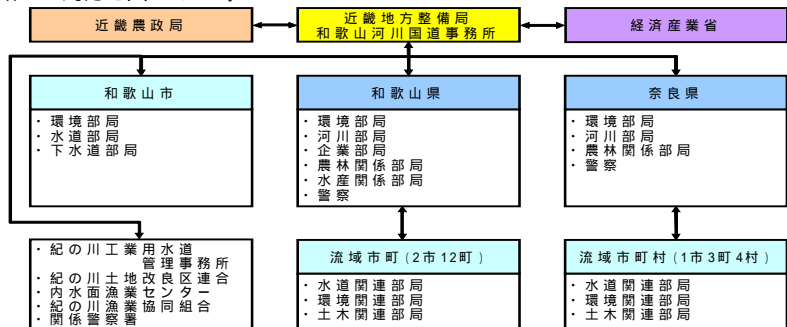 近畿農政局
近畿地方整備局
和歌山河川国道事務所
経済産業省
和歌山市
・環境部局
・水道部局
・下水道部局
和歌山県
・環境部局
・河川部局
・企業部局
・農林関係部局
・水産関係部局
・警察
奈良県
・環境部局
・河川部局
・農林関係部局
・警察
・紀の川工業用水道
管理事務所
・紀の川土地改良区連合
・内水面漁業センター
・紀の川漁業協同組合
・関係警察署
流域市町(2市12町)
・水道関連部局
・環境関連部局
・土木関連部局
流域市町村(1市3町4村)
・水道関連部局
・環境関連部局
・土木関連部局